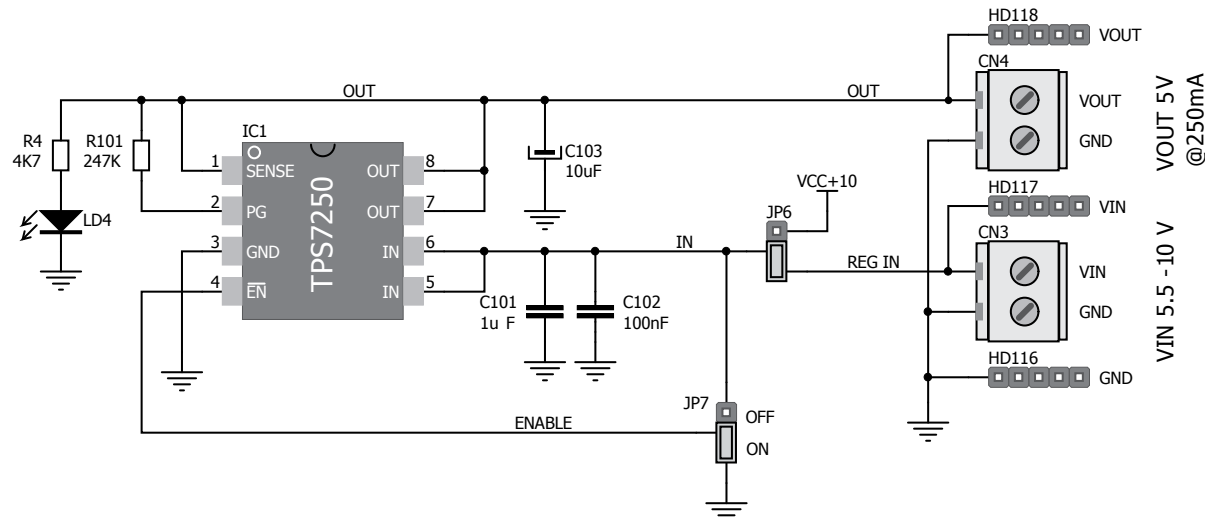 HD118
VOUT
CN4
VOUT
GND
VOUT 5V
@250mA
OUT
OUT
R4
4K7
R101
247K
LD4
IC1
TPS7250
1
SENSE
2
PG
3
GND
4
EN
8
OUT
7
OUT
6
IN
5
IN
C103
10uF
VCC+10
JP6
IN
REG IN
C101
1u F
C102
100nF
HD117
VIN
CN3
VIN
GND
VIN 5.5 -10 V
HD116
GND
JP7
OFF
ON
ENABLE